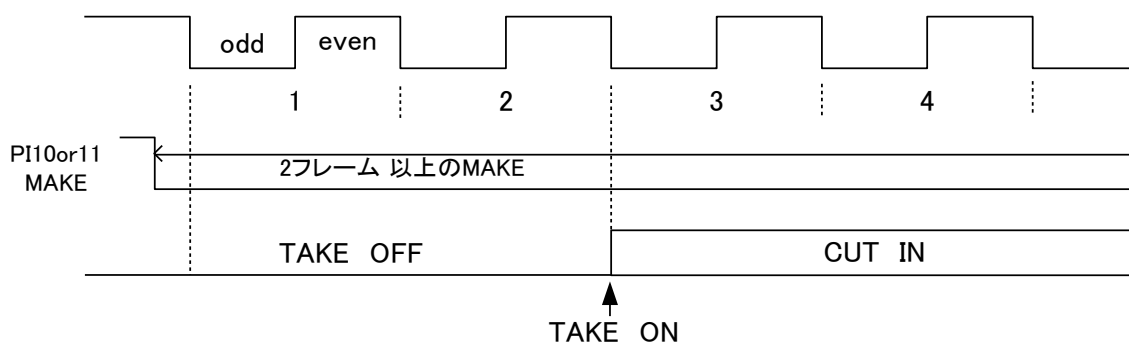 odd even
1 2 3 4
PI10or11
MAKE
2フレーム 以上のMAKE
TAKE OFF CUT IN
TAKE ON